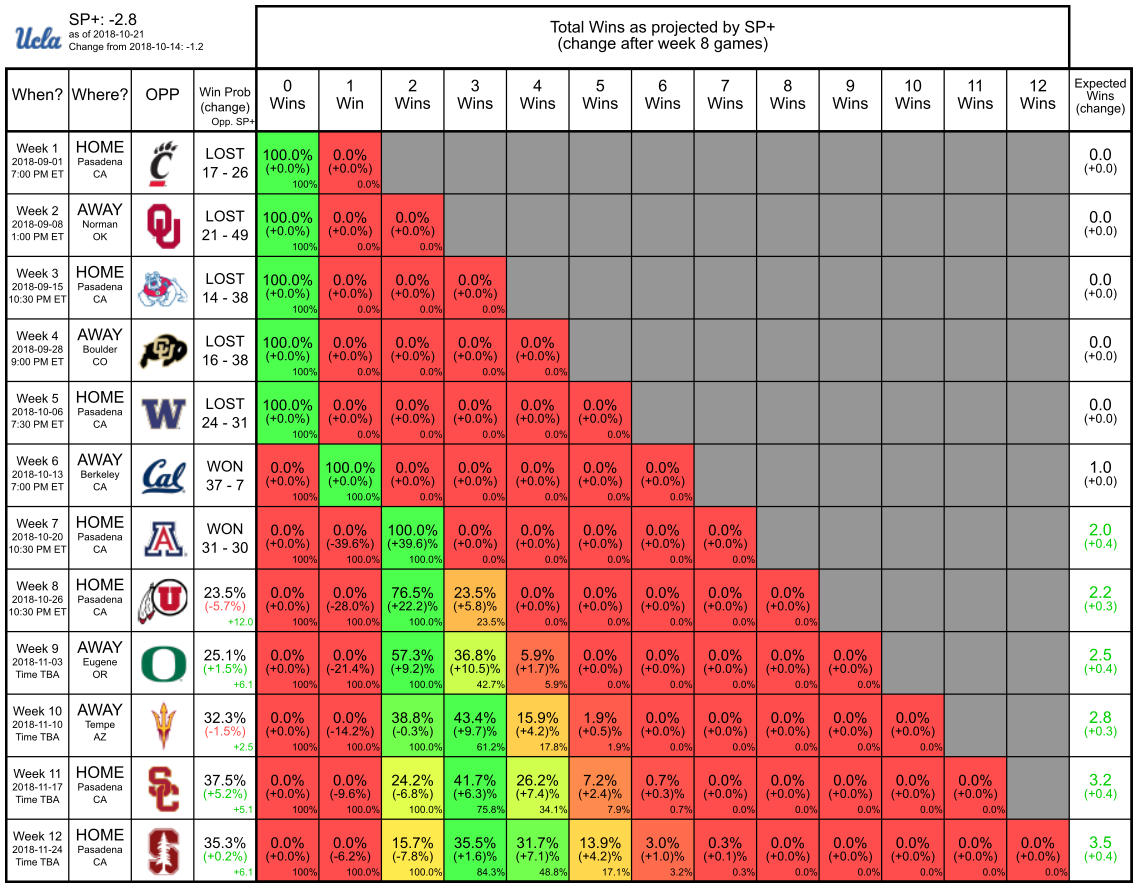 Ucla
SP+: -2.8
as of 2018-10-21
Change from 2018-10-14: -1.2
Total Wins as projected by SP+
(change after week 8 games)
When? Where? OPP Win Prob (change) Opp. SP+ 0 Wins 1 Win 2 Wins 3 Wins 4 Wins 5 Wins 6 Wins 7 Wins 8 Wins 9 Wins 10 Wins 11 Wins 12 Wins Expected Wins (change)
Week 1 HOME LOST 100.0% 0.0% 0.0
2018-09-01 Pasadena C (+0.0%) (+0.0%) (+0.0)
7:00 PM ET CA 17 - 26 100% 0.0%
Week 2 AWAY LOST 100.0% 0.0% 0.0% 0.0
2018-09-08 Norman OU (+0.0%) (+0.0%) (+0.0%) (+0.0)
1:00 PM ET OK 21 - 49 100% 0.0% 0.0%
Week 3 HOME LOST 100.0% 0.0% 0.0% 0.0% 0.0
2018-09-15 Pasadena (+0.0%) (+0.0%) (+0.0%) (+0.0%) (+0.0)
10:30 PM ET CA 14 - 38 100% 0.0% 0.0% 0.0%
Week 4 AWAY LOST 100.0% 0.0% 0.0% 0.0% 0.0% 0.0
2018-09-28 Boulder CU (+0.0%) (+0.0%) (+0.0%) (+0.0%) (+0.0%) (+0.0)
9:00 PM ET CO 16 - 38 100% 0.0% 0.0% 0.0% 0.0%
Week 5 HOME LOST 100.0% 0.0% 0.0% 0.0% 0.0% 0.0% 0.0
2018-10-06 Pasadena W (+0.0%) (+0.0%) (+0.0%) (+0.0%) (+0.0%) (+0.0%) (+0.0)
7:30 PM ET CA 24 - 31 100% 0.0% 0.0% 0.0% 0.0% 0.0%
Week 6 AWAY WON 0.0% 100.0% 0.0% 0.0% 0.0% 0.0% 0.0% 1.0
2018-10-13 Berkeley Cal (+0.0%) (+0.0%) (+0.0%) (+0.0%) (+0.0%) (+0.0%) (+0.0%) (+0.0)
7:00 PM ET CA 37 - 7 100% 100.0% 0.0% 0.0% 0.0% 0.0% 0.0%
Week 7 HOME WON 0.0% 0.0% 100.0% 0.0% 0.0% 0.0% 0.0% 0.0% 2.0
2018-10-20 Pasadena A (+0.0%) (-39.6%) (+39.6)% (+0.0%) (+0.0%) (+0.0%) (+0.0%) (+0.0%) (+0.4)
10:30 PM ET CA 31 - 30 100% 100.0% 100.0% 0.0% 0.0% 0.0% 0.0% 0.0%
Week 8 HOME 23.5% 0.0% 0.0% 76.5% 23.5% 0.0% 0.0% 0.0% 0.0% 0.0% 2.2
2018-10-26 Pasadena U (-5.7%) (+0.0%) (-28.0%) (+22.2)% (+5.8)% (+0.0%) (+0.0%) (+0.0%) (+0.0%) (+0.0%) (+0.3)
10:30 PM ET CA +12.0 100% 100.0% 100.0% 23.5% 0.0% 0.0% 0.0% 0.0% 0.0%
Week 9 AWAY 25.1% 0.0% 0.0% 57.3% 36.8% 5.9% 0.0% 0.0% 0.0% 0.0% 0.0% 2.5
2018-11-03 Eugene O (+1.5%) (+0.0%) (-21.4%) (+9.2)% (+10.5)% (+1.7)% (+0.0%) (+0.0%) (+0.0%) (+0.0%) (+0.0%) (+0.4)
Time TBA OR +6.1 100% 100.0% 100.0% 42.7% 5.9% 0.0% 0.0% 0.0% 0.0% 0.0%
Week 10 AWAY 32.3% 0.0% 0.0% 38.8% 43.4% 15.9% 1.9% 0.0% 0.0% 0.0% 0.0% 0.0% 2.8
2018-11-10 Tempe (-1.5%) (+0.0%) (-14.2%) (-0.3%) (+9.7)% (+4.2)% (+0.5)% (+0.0%) (+0.0%) (+0.0%) (+0.0%) (+0.0%) (+0.3)
Time TBA AZ +2.5 100% 100.0% 100.0% 61.2% 17.8% 1.9% 0.0% 0.0% 0.0% 0.0% 0.0%
Week 11 HOME 37.5% 0.0% 0.0% 24.2% 41.7% 26.2% 7.2% 0.7% 0.0% 0.0% 0.0% 0.0% 0.0% 3.2
2018-11-17 Pasadena SC (+5.2%) (+0.0%) (-9.6%) (-6.8%) (+6.3)% (+7.4)% (+2.4)% (+0.3)% (+0.0%) (+0.0%) (+0.0%) (+0.0%) (+0.0%) (+0.4)
Time TBA CA +5.1 100% 100.0% 100.0% 75.8% 34.1% 7.9% 0.7% 0.0% 0.0% 0.0% 0.0% 0.0%
Week 12 HOME 35.3% 0.0% 0.0% 15.7% 35.5% 31.7% 13.9% 3.0% 0.3% 0.0% 0.0% 0.0% 0.0% 0.0% 3.5
2018-11-24 Pasadena S (+0.2%) (+0.0%) (-6.2%) (-7.8%) (+1.6)% (+7.1)% (+4.2)% (+1.0)% (+0.1)% (+0.0%) (+0.0%) (+0.0%) (+0.0%) (+0.0%) (+0.4)
Time TBA CA +6.1 100% 100.0% 100.0% 84.3% 48.8% 17.1% 3.2% 0.3% 0.0% 0.0% 0.0% 0.0% 0.0%